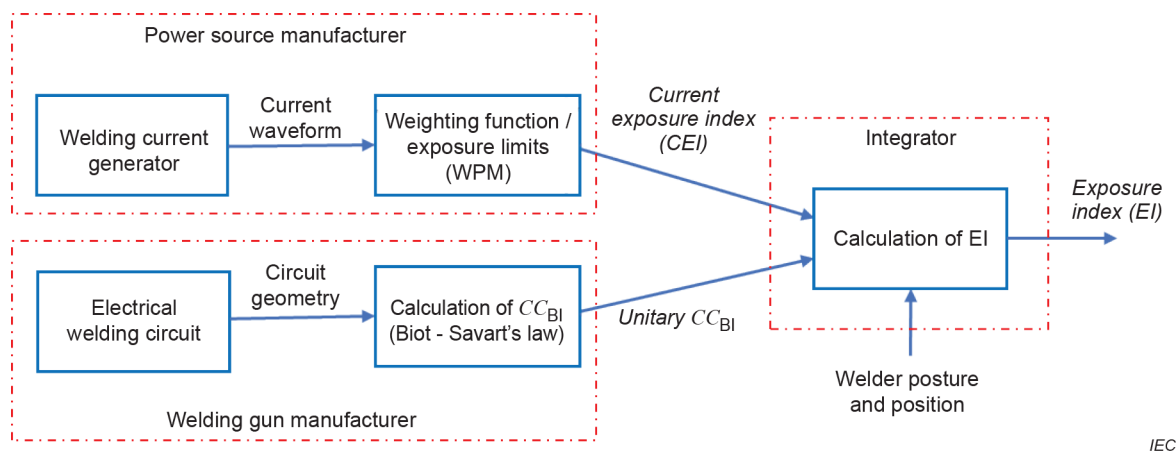 Power source manufacturer
Welding current
generator
Current
waveform
Weighting function /
exposure limits
(WPM)
Current
exposure index
(CEI)
Electrical
welding circuit
Circuit
geometry
Calculation of CC_BI
(Biot - Savart's law)
Unitary CC_BI
Welding gun manufacturer
Integrator
Calculation of EI
Exposure
index (EI)
Welder posture
and position
IEC